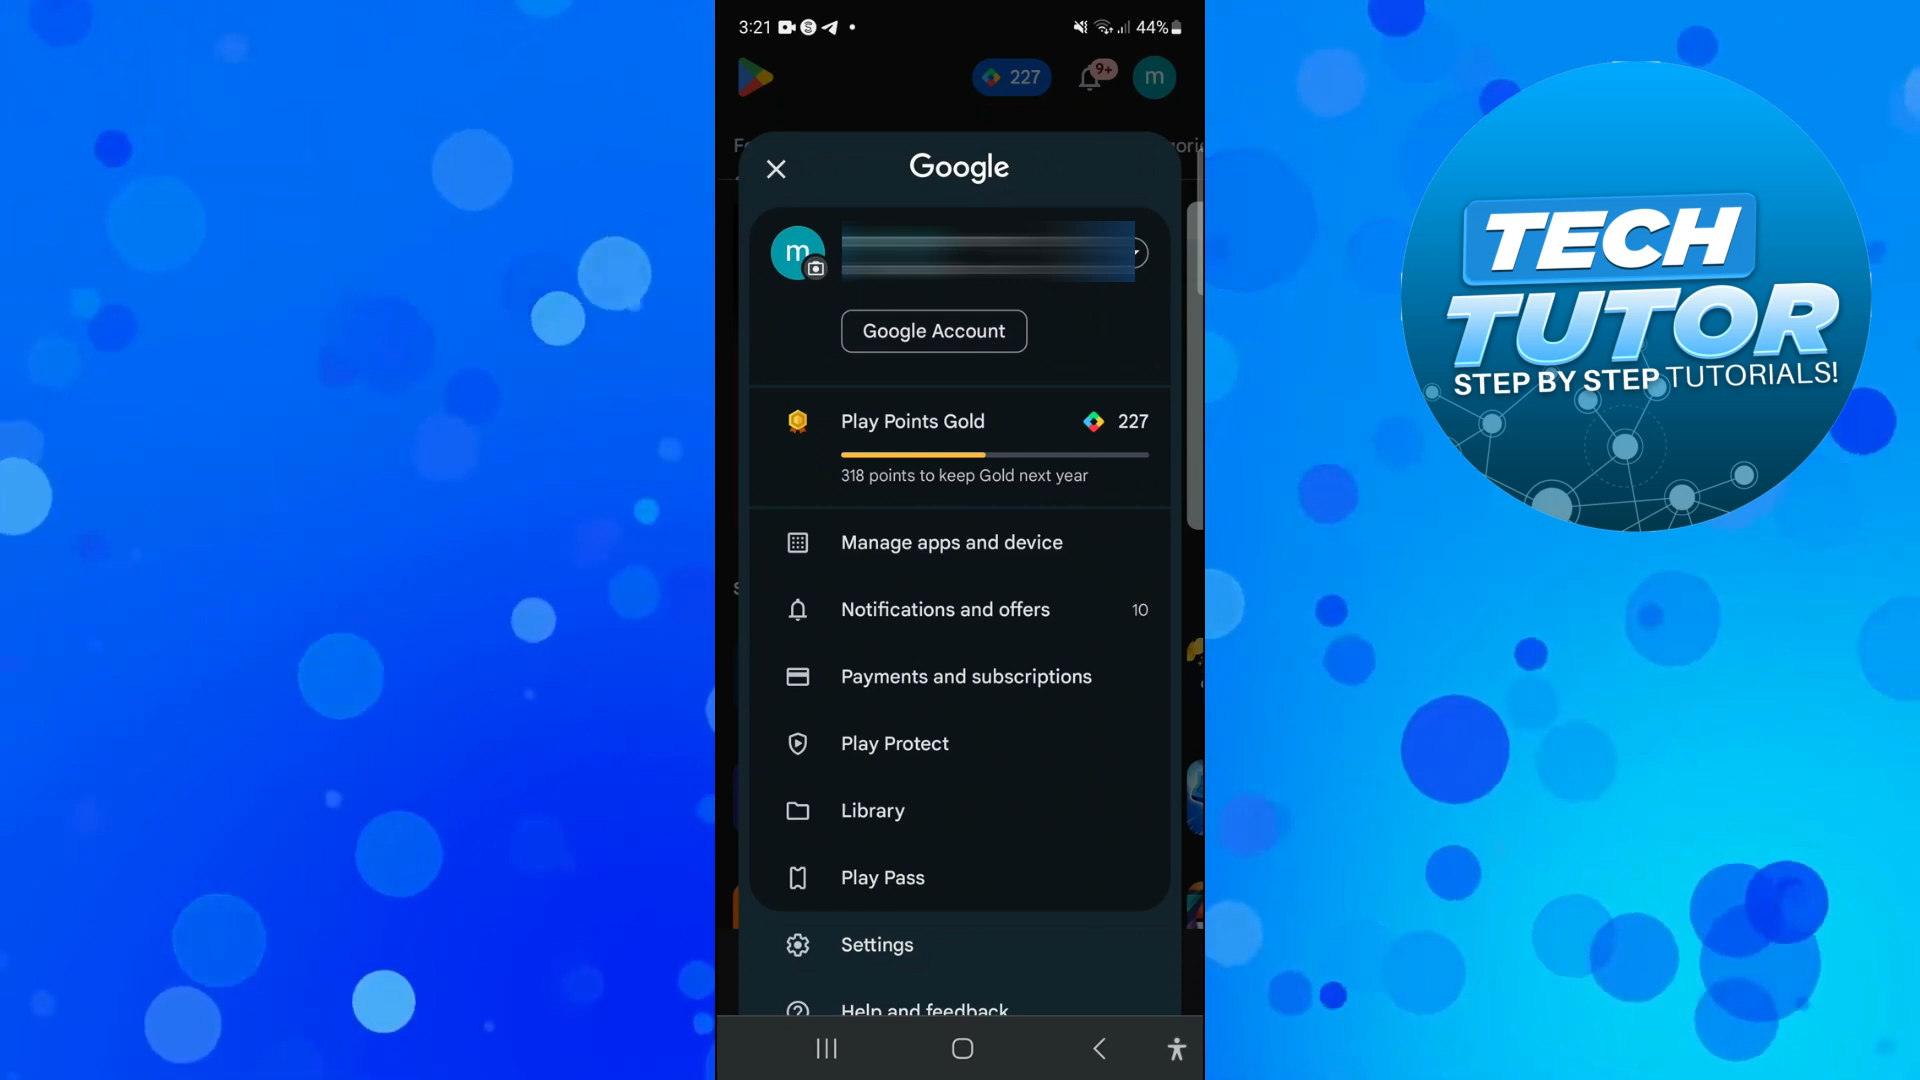 3:21
44%
227
9+
m
Google
m
Google Account
Play Points Gold
227
318 points to keep Gold next year
Manage apps and device
Notifications and offers
10
Payments and subscriptions
Play Protect
Library
Play Pass
Settings
Help and feedback
TECH
TUTOR
STEP BY STEP TUTORIALS!